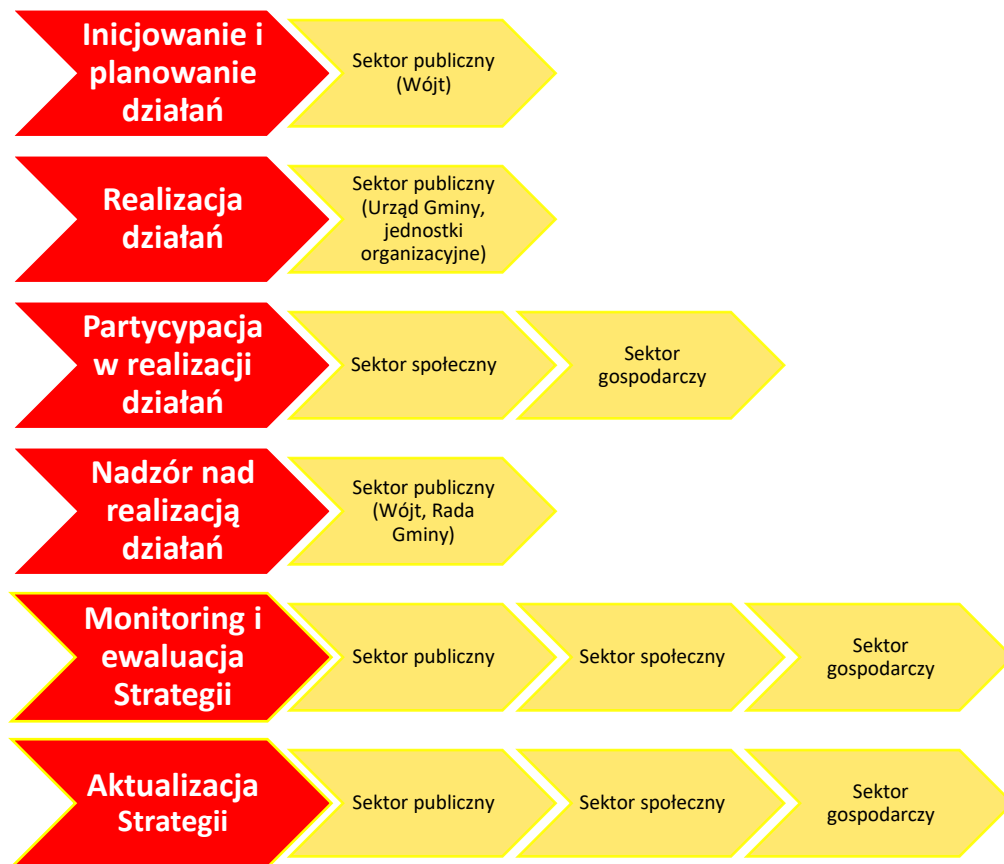 Inicjowanie i
planowanie
działań
Sektor publiczny
(Wójt)
Realizacja
działań
Sektor publiczny
(Urząd Gminy,
jednostki
organizacyjne)
Partycypacja
w realizacji
działań
Sektor społeczny
Sektor
gospodarczy
Nadzór nad
realizacją
działań
Sektor publiczny
(Wójt, Rada
Gminy)
Monitoring i
ewaluacja
Strategii
Sektor publiczny
Sektor społeczny
Sektor
gospodarczy
Aktualizacja
Strategii
Sektor publiczny
Sektor społeczny
Sektor
gospodarczy